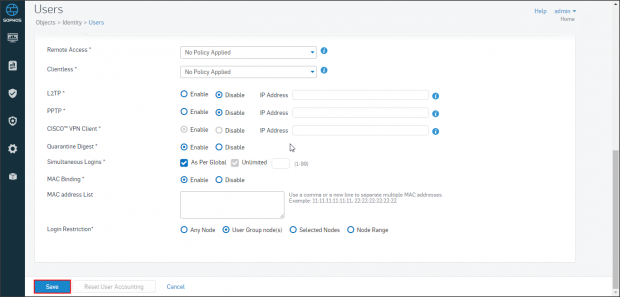 SOPHOS
Users
Help admin
Objects > Identity > Users
Home
Remote Access * No Policy Applied
Clientless * No Policy Applied
L2TP * Enable Disable IP Address
PPTP * Enable Disable IP Address
CISCO™ VPN Client * Enable Disable IP Address
Quarantine Digest * Enable Disable
Simultaneous Logins * As Per Global Unlimited (1-99)
MAC Binding * Enable Disable
MAC address List
Use a comma or a new line to separate multiple MAC addresses.
Example: 11:11:11:11:11:11, 22:22:22:22:22:22
Login Restriction* Any Node User Group node(s) Selected Nodes Node Range
Save Reset User Accounting Cancel